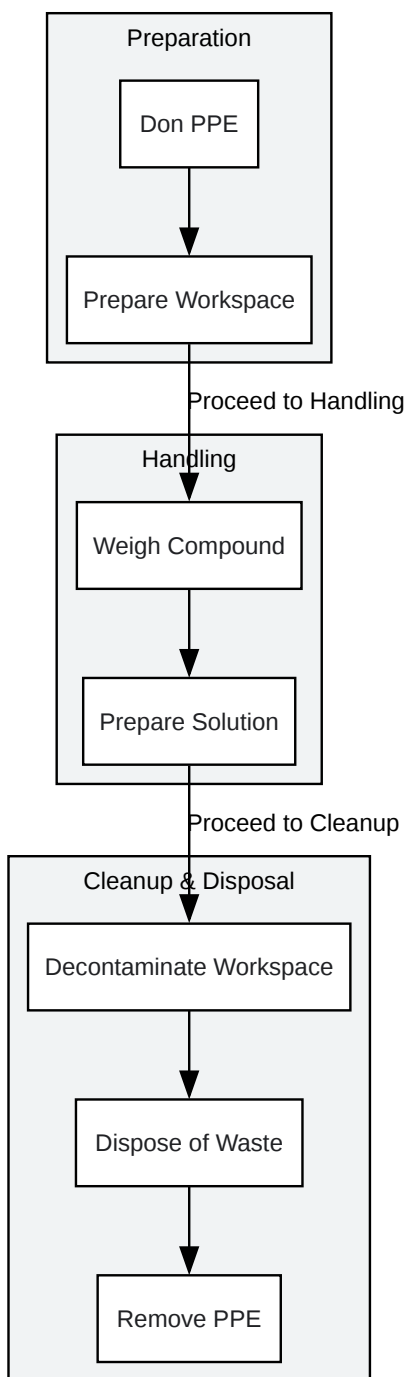 Preparation
Don PPE
Prepare Workspace
Proceed to Handling
Handling
Weigh Compound
Prepare Solution
Proceed to Cleanup
Cleanup & Disposal
Decontaminate Workspace
Dispose of Waste
Remove PPE